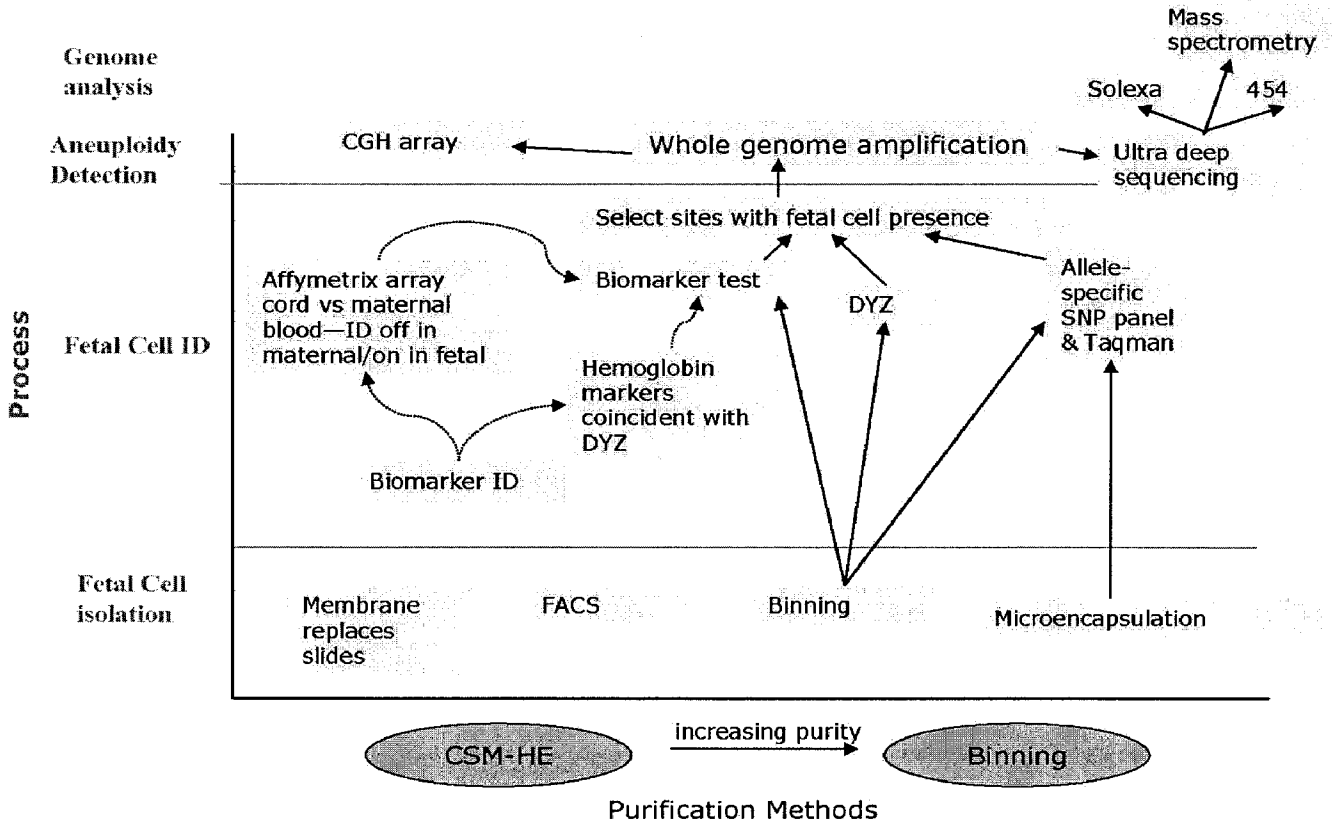 Mass
spectrometry
Genome
analysis
Solexa
454
Aneuploidy
Detection
CGH array
Whole genome amplification
Ultra deep
sequencing
Select sites with fetal cell presence
Affymetrix array
cord vs maternal
blood—ID off in
maternal/on in fetal
Biomarker test
DYZ
Allele-
specific
SNP panel
& Taqman
Process
Fetal Cell ID
Hemoglobin
markers
coincident with
DYZ
Biomarker ID
Fetal Cell
isolation
Membrane
replaces
slides
FACS
Binning
Microencapsulation
CSM-HE
increasing purity
Binning
Purification Methods